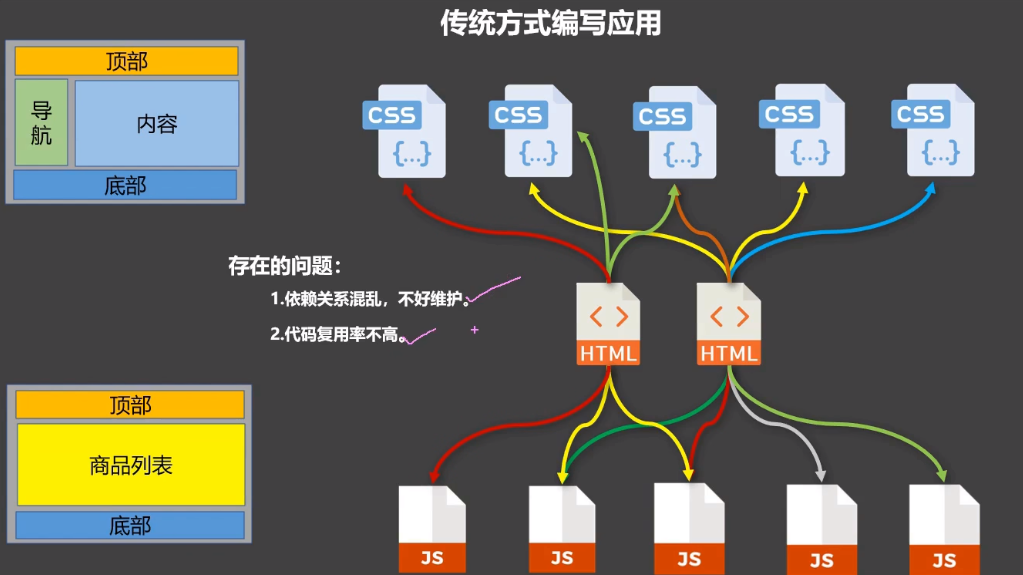 传统方式编写应用
顶部
导航
内容
底部
CSS
{...}
CSS
{...}
CSS
{...}
CSS
{...}
CSS
{...}
存在的问题：
1.依赖关系混乱，不好维护。
2.代码复用率不高。
< >
HTML
< >
HTML
顶部
商品列表
底部
JS
JS
JS
JS
JS